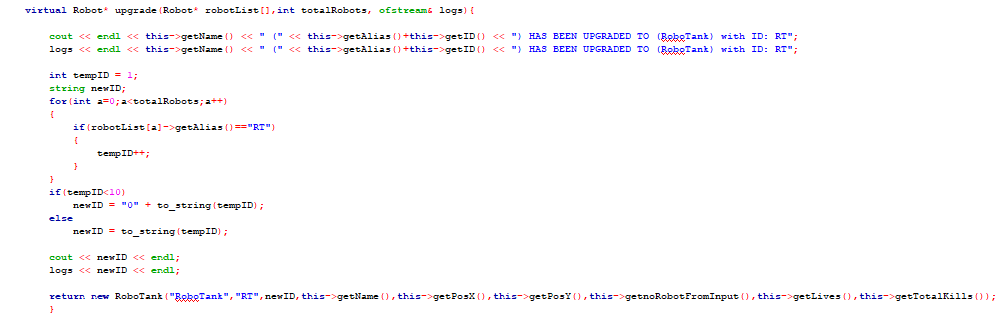 virtual Robot* upgrade(Robot* robotList[],int totalRobots, ofstream& logs){
cout << endl << this->getName() << " (" << this->getAlias()+this->getID() << ") HAS BEEN UPGRADED TO (RoboTank) with ID: RT";
logs << endl << this->getName() << " (" << this->getAlias()+this->getID() << ") HAS BEEN UPGRADED TO (RoboTank) with ID: RT";
int tempID = 1;
string newID;
for(int a=0;a<totalRobots;a++)
{
if(robotList[a]->getAlias()=="RT")
{
tempID++;
}
}
if(tempID<10)
newID = "0" + to_string(tempID);
else
newID = to_string(tempID);
cout << newID << endl;
logs << newID << endl;
return new RoboTank("RoboTank","RT",newID,this->getName(),this->getPosX(),this->getPosY(),this->getnoRobotFromInput(),this->getLives(),this->getTotalKills());
}